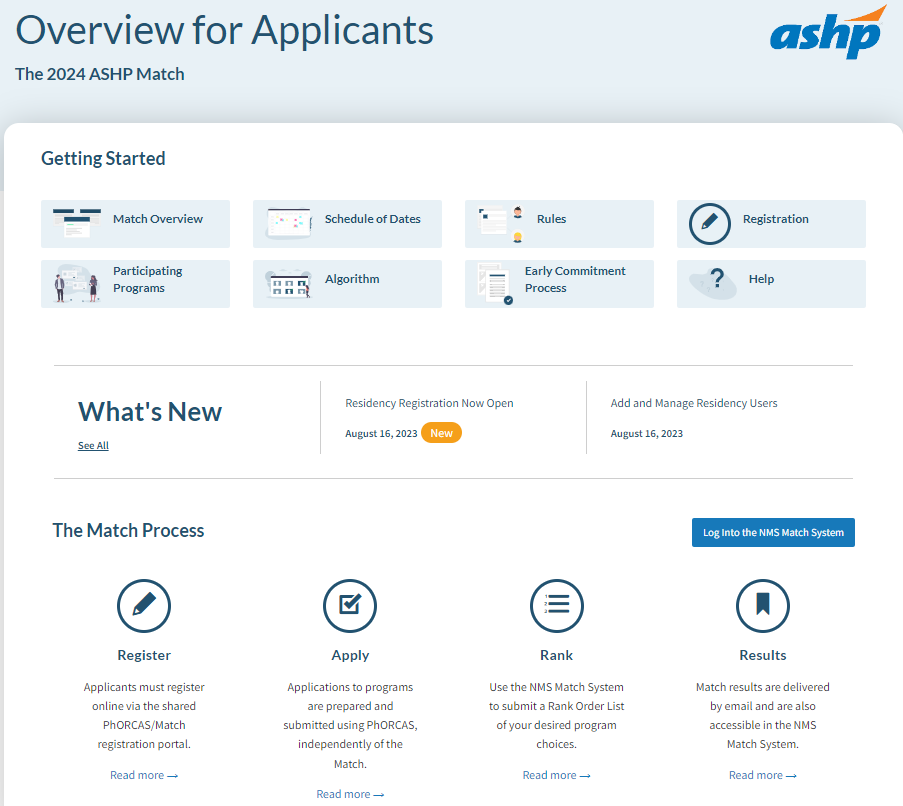 Overview for Applicants
ashp
The 2024 ASHP Match
Getting Started
Match Overview
Schedule of Dates
Rules
Registration
Participating
Programs
Algorithm
Early Commitment
Process
?
Help
What's New
See All
Residency Registration Now Open
August 16, 2023 New
Add and Manage Residency Users
August 16, 2023
The Match Process
Log Into the NMS Match System
Register
Applicants must register
online via the shared
PhORCAS/Match
registration portal.
Read more →
Apply
Applications to programs
are prepared and
submitted using PhORCAS,
independently of the
Match.
Read more →
1
2
3
Rank
Use the NMS Match System
to submit a Rank Order List
of your desired program
choices.
Read more →
Results
Match results are delivered
by email and are also
accessible in the NMS
Match System.
Read more →